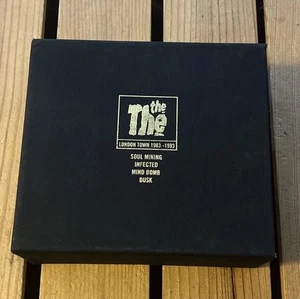 the
The
LONDON TOWN 1983-1993
SOUL MINING
INFECTED
MIND BOMB
DUSK